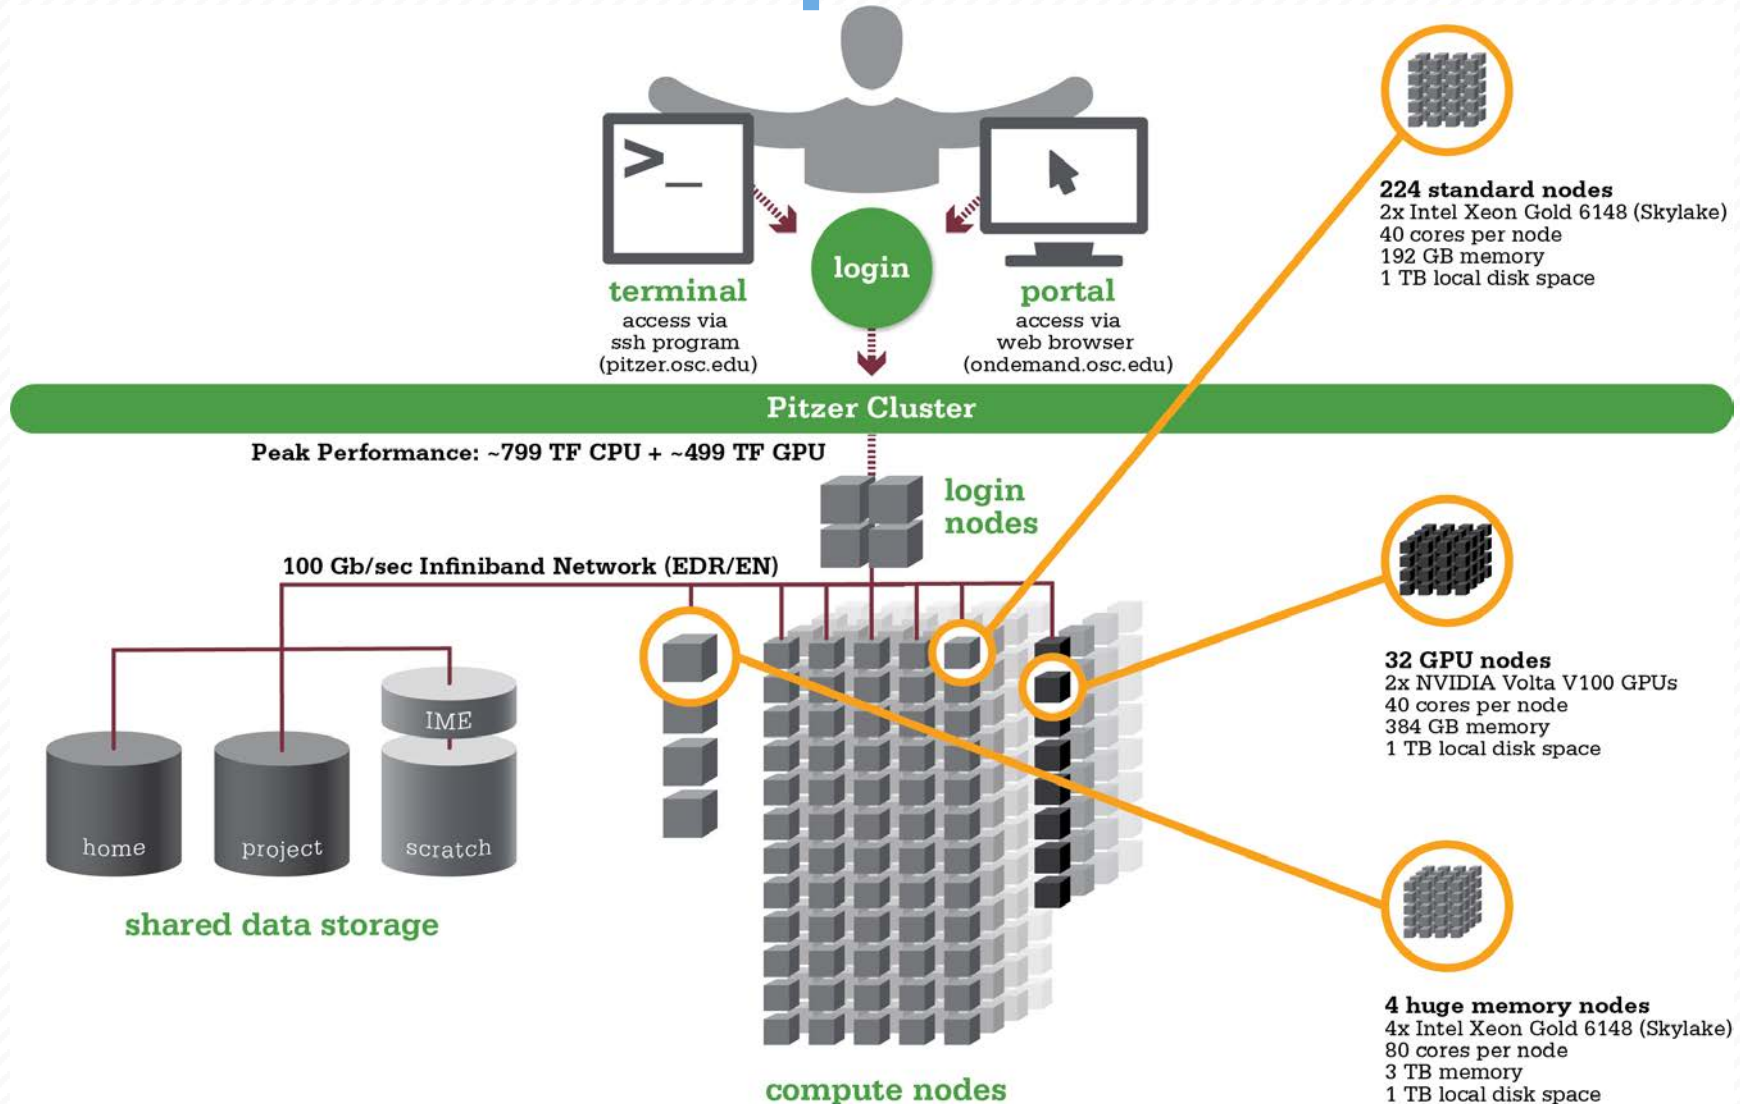 >_
login
terminal
access via
ssh program
(pitzer.osc.edu)
portal
access via
web browser
(ondemand.osc.edu)
224 standard nodes
2x Intel Xeon Gold 6148 (Skylake)
40 cores per node
192 GB memory
1 TB local disk space
Pitzer Cluster
Peak Performance: ~799 TF CPU + ~499 TF GPU
login
nodes
100 Gb/sec Infiniband Network (EDR/EN)
IME
home
project
scratch
shared data storage
compute nodes
32 GPU nodes
2x NVIDIA Volta V100 GPUs
40 cores per node
384 GB memory
1 TB local disk space
4 huge memory nodes
4x Intel Xeon Gold 6148 (Skylake)
80 cores per node
3 TB memory
1 TB local disk space